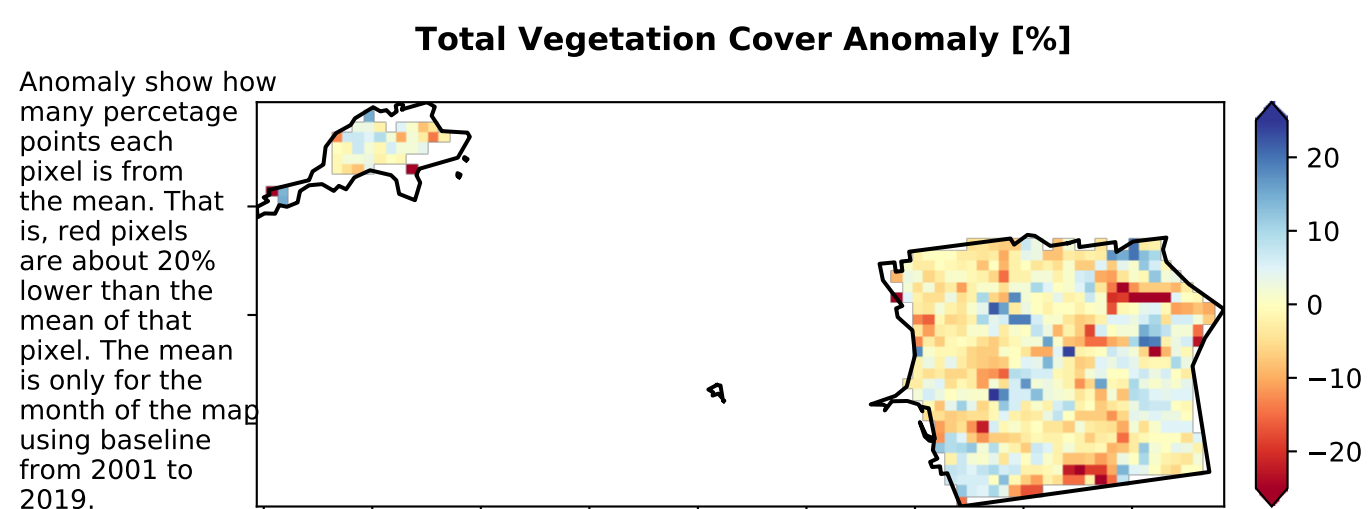 Total Vegetation Cover Anomaly [%]
Anomaly show how
many percetage
points each
pixel is from
the mean. That
is, red pixels
are about 20%
lower than the
mean of that
pixel. The mean
is only for the
month of the map
using baseline
from 2001 to
2019.
20
10
0
−10
−20